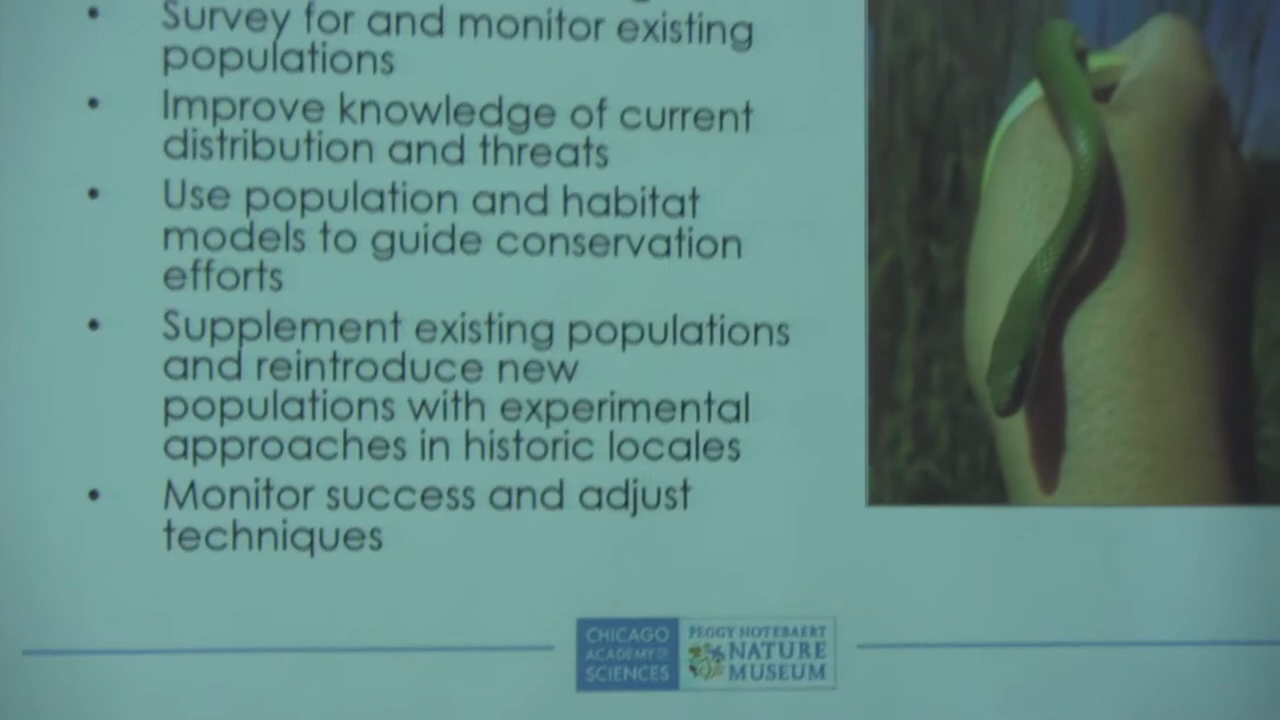 • Survey for and monitor existing
populations
• Improve knowledge of current
distribution and threats
• Use population and habitat
models to guide conservation
efforts
• Supplement existing populations
and reintroduce new
populations with experimental
approaches in historic locales
• Monitor success and adjust
techniques
CHICAGO
ACADEMY OF
SCIENCES
PEGGY NOTEBAERT
NATURE
MUSEUM